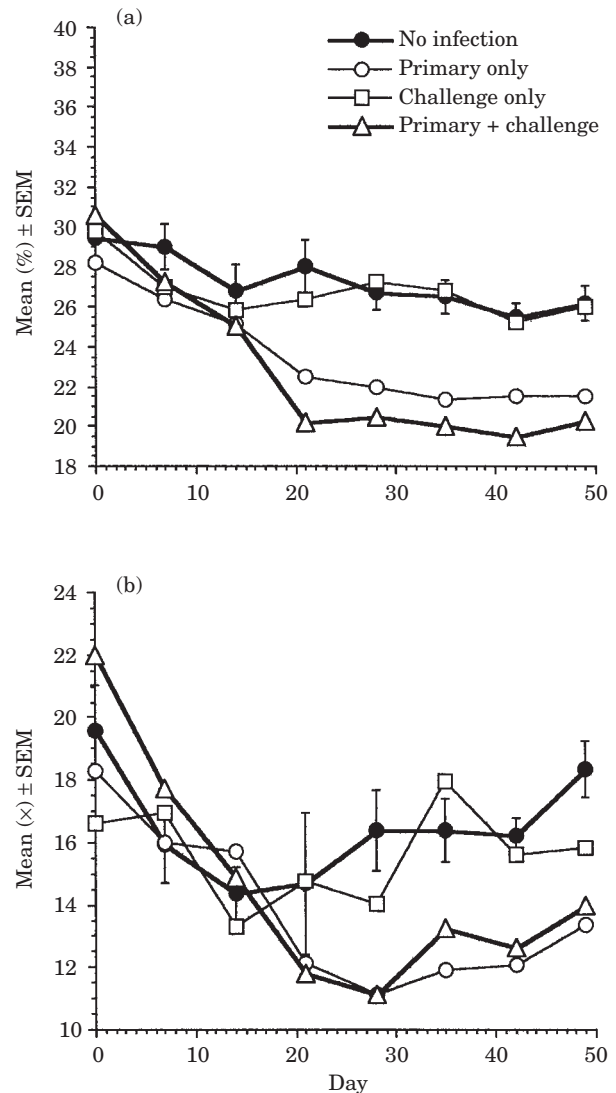 (a)
40
38
36
34
32
30
28
26
24
22
20
18
Mean (%) ± SEM
No infection
Primary only
Challenge only
Primary + challenge
0 10 20 30 40 50
(b)
24
22
20
18
16
14
12
10
Mean (×) ± SEM
0 10 20 30 40 50
Day